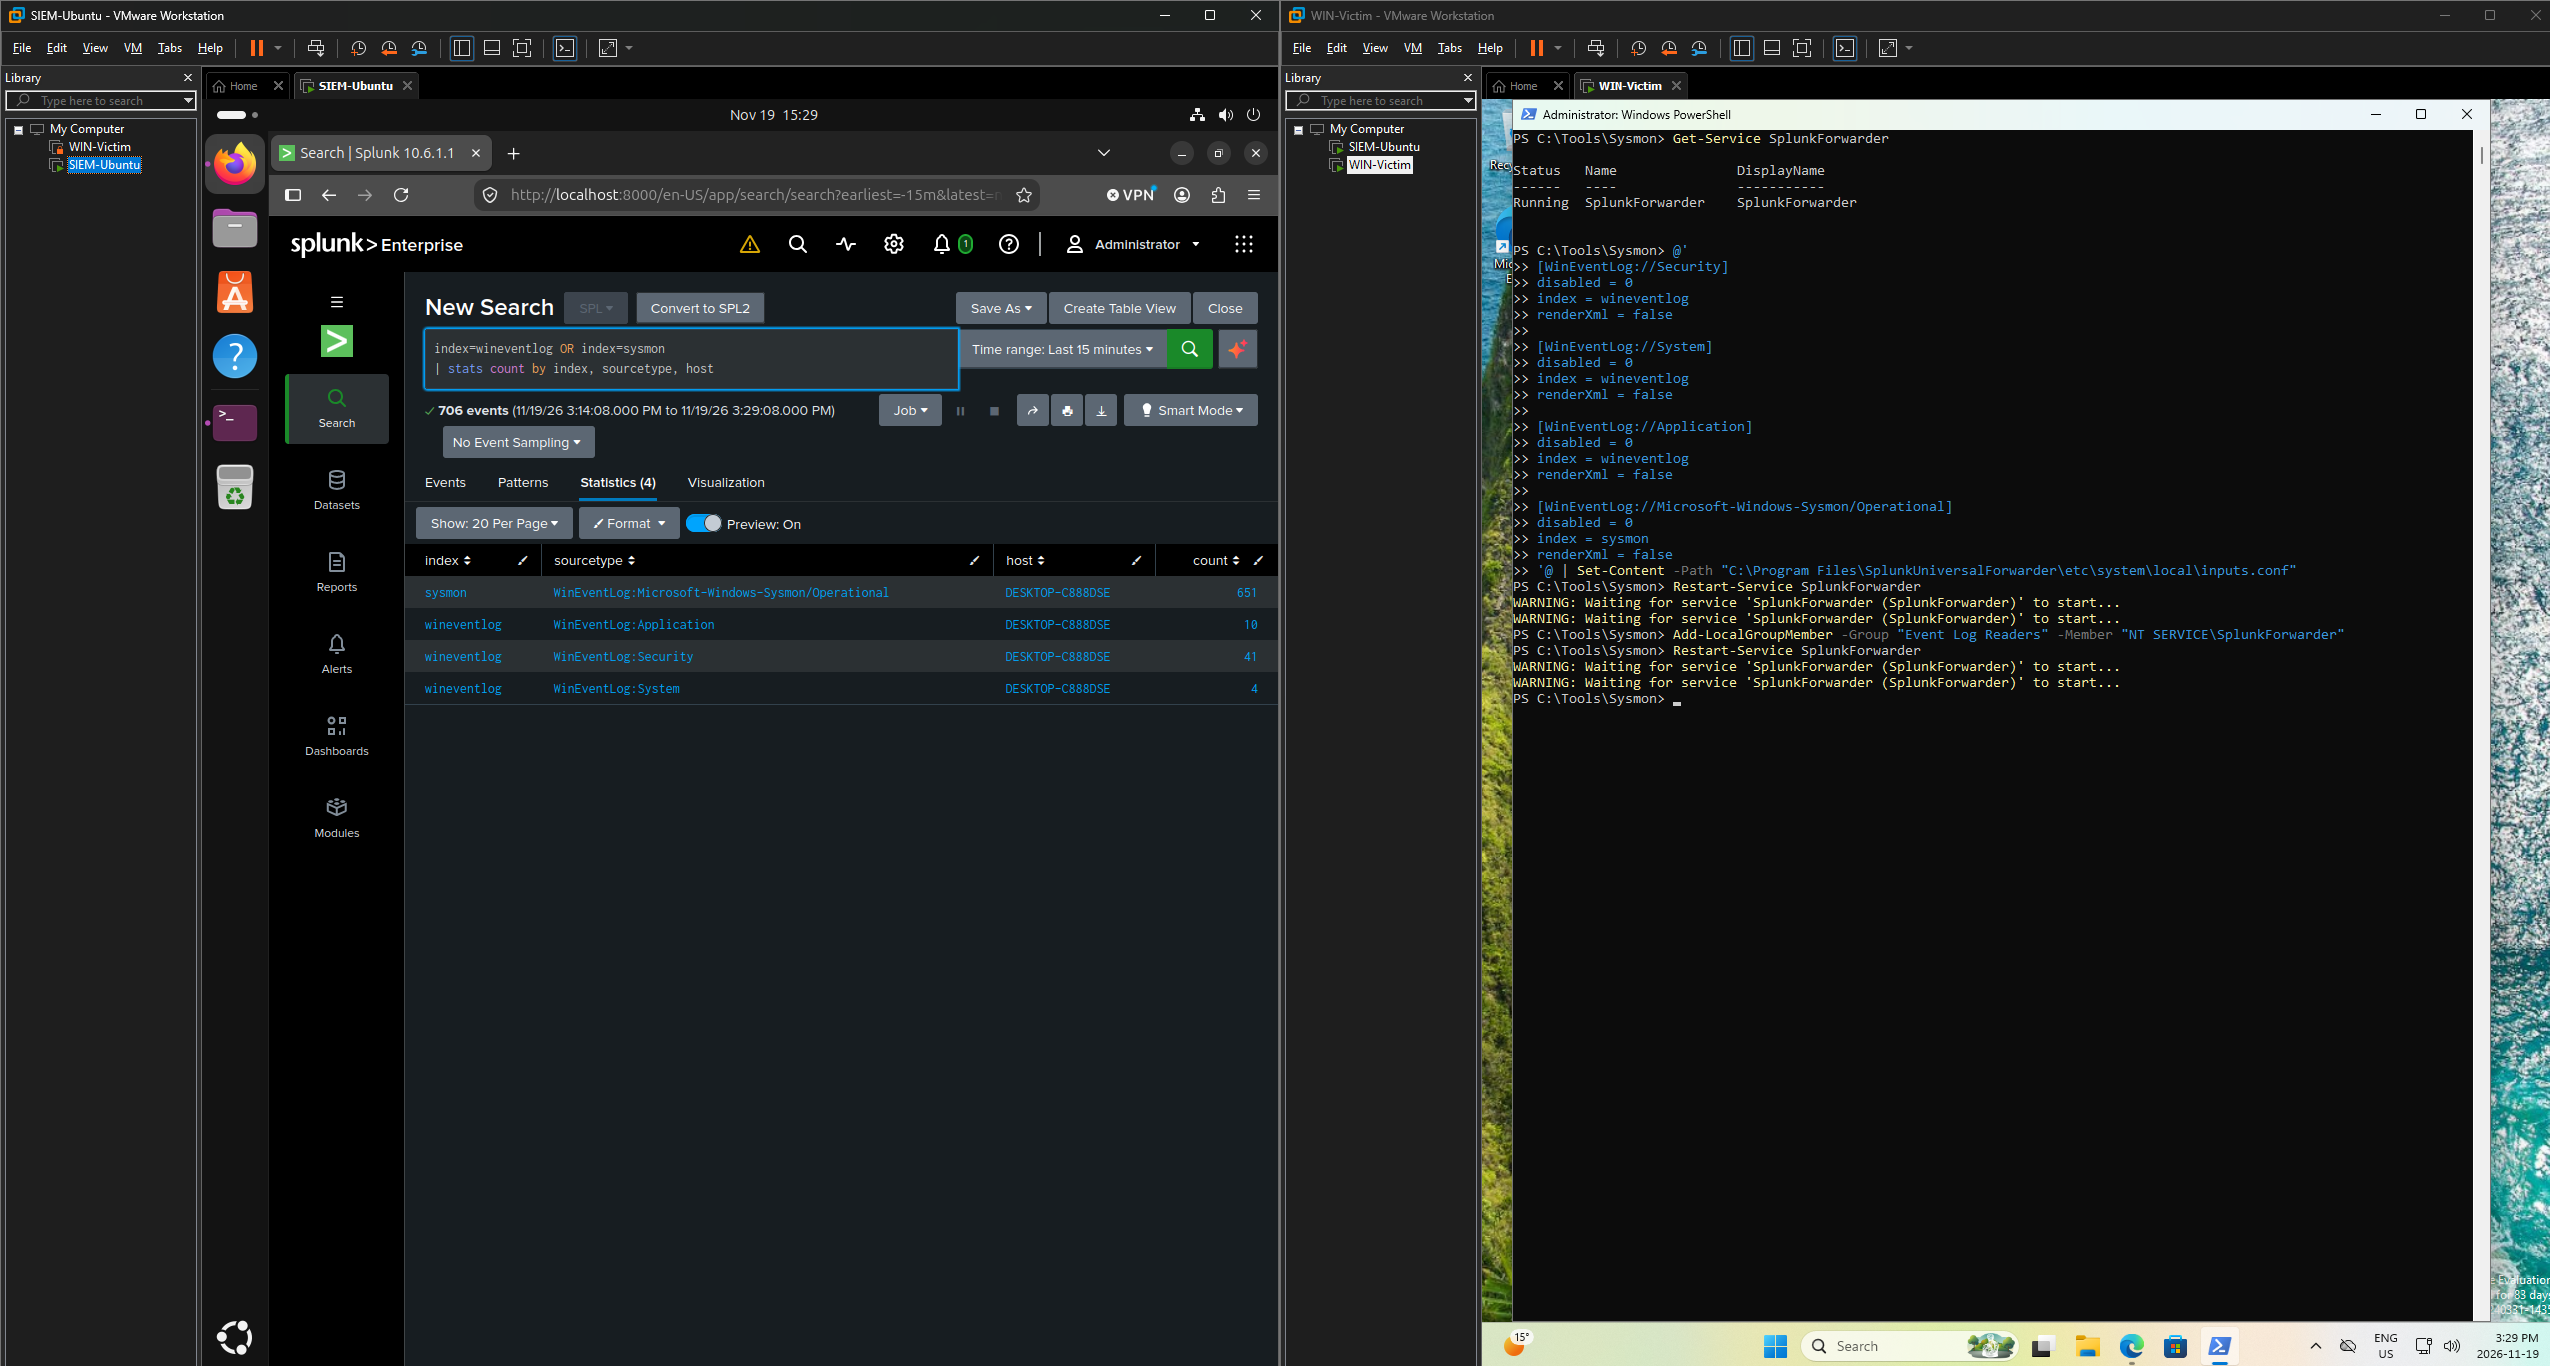 SIEM-Ubuntu - VMware Workstation
File Edit View VM Tabs Help
Library
Type here to search
My Computer
WIN-Victim
SIEM-Ubuntu
Home
SIEM-Ubuntu
Nov 19 15:29
Search | Splunk 10.6.1.1
http://localhost:8000/en-US/app/search/search?earliest=-15m&latest=
VPN
splunk> Enterprise
1
Administrator
New Search
SPL
Convert to SPL2
Save As
Create Table View
Close
index=wineventlog OR index=sysmon
| stats count by index, sourcetype, host
Time range: Last 15 minutes
706 events (11/19/26 3:14:08.000 PM to 11/19/26 3:29:08.000 PM)
Job
Smart Mode
No Event Sampling
Events
Patterns
Statistics (4)
Visualization
Show: 20 Per Page
Format
Preview: On
index sourcetype host count
sysmon WinEventLog:Microsoft-Windows-Sysmon/Operational DESKTOP-C888DSE 651
wineventlog WinEventLog:Application DESKTOP-C888DSE 10
wineventlog WinEventLog:Security DESKTOP-C888DSE 41
wineventlog WinEventLog:System DESKTOP-C888DSE 4
Search
Datasets
Reports
Alerts
Dashboards
Modules
WIN-Victim - VMware Workstation
File Edit View VM Tabs Help
Library
Type here to search
My Computer
SIEM-Ubuntu
WIN-Victim
Home
WIN-Victim
Administrator: Windows PowerShell
PS C:\Tools\Sysmon> Get-Service SplunkForwarder
Status Name DisplayName
------ ---- -----------
Running SplunkForwarder SplunkForwarder
PS C:\Tools\Sysmon> @'
>> [WinEventLog://Security]
>> disabled = 0
>> index = wineventlog
>> renderXml = false
>>
>> [WinEventLog://System]
>> disabled = 0
>> index = wineventlog
>> renderXml = false
>>
>> [WinEventLog://Application]
>> disabled = 0
>> index = wineventlog
>> renderXml = false
>>
>> [WinEventLog://Microsoft-Windows-Sysmon/Operational]
>> disabled = 0
>> index = sysmon
>> renderXml = false
>> '@ | Set-Content -Path "C:\Program Files\SplunkUniversalForwarder\etc\system\local\inputs.conf"
PS C:\Tools\Sysmon> Restart-Service SplunkForwarder
WARNING: Waiting for service 'SplunkForwarder (SplunkForwarder)' to start...
WARNING: Waiting for service 'SplunkForwarder (SplunkForwarder)' to start...
PS C:\Tools\Sysmon> Add-LocalGroupMember -Group "Event Log Readers" -Member "NT SERVICE\SplunkForwarder"
PS C:\Tools\Sysmon> Restart-Service SplunkForwarder
WARNING: Waiting for service 'SplunkForwarder (SplunkForwarder)' to start...
WARNING: Waiting for service 'SplunkForwarder (SplunkForwarder)' to start...
PS C:\Tools\Sysmon>
Rec
Mic
E
Evaluation
for 83 days
15°
Search
ENG
US
3:29 PM
2026-11-19